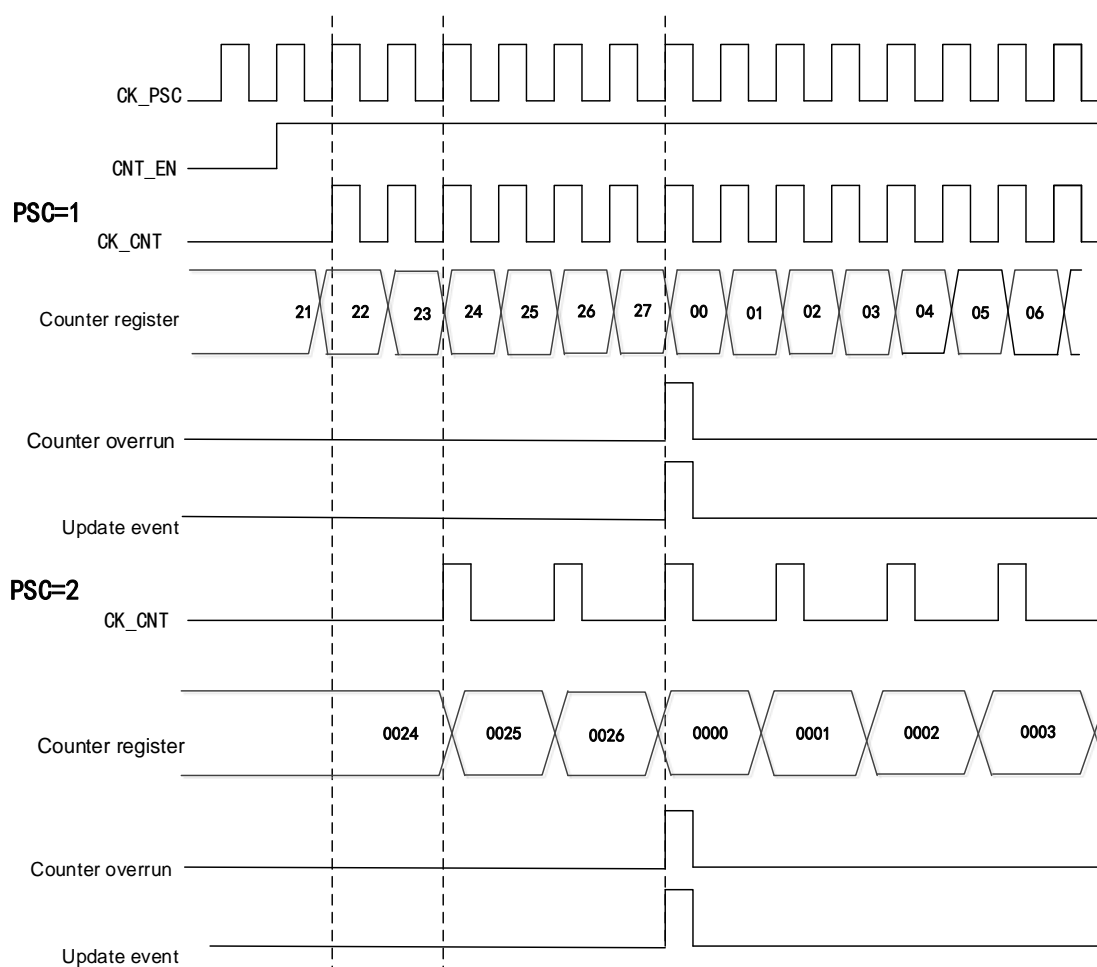 CK_PSC
CNT_EN
PSC=1
CK_CNT
Counter register 21 22 23 24 25 26 27 00 01 02 03 04 05 06
Counter overrun
Update event
PSC=2
CK_CNT
Counter register 0024 0025 0026 0000 0001 0002 0003
Counter overrun
Update event